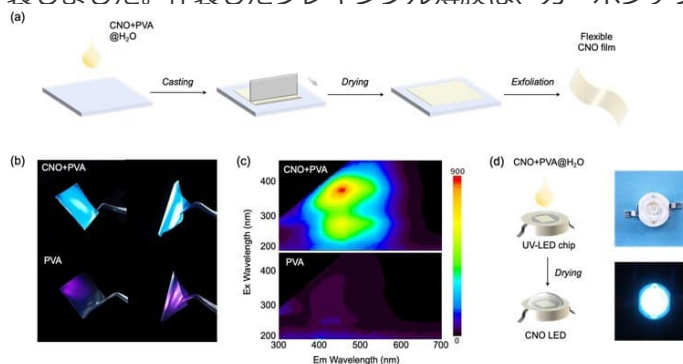 (a)
CNO+PVA
@H₂O
Casting
Drying
Exfoliation
Flexible
CNO film
(b)
CNO+PVA
PVA
(c)
Ex Wavelength (nm)
400
300
200
400
300
200
CNO+PVA
PVA
300 400 500 600 700
Em Wavelength (nm)
900
0
(d)
CNO+PVA@H₂O
UV-LED chip
Drying
CNO LED